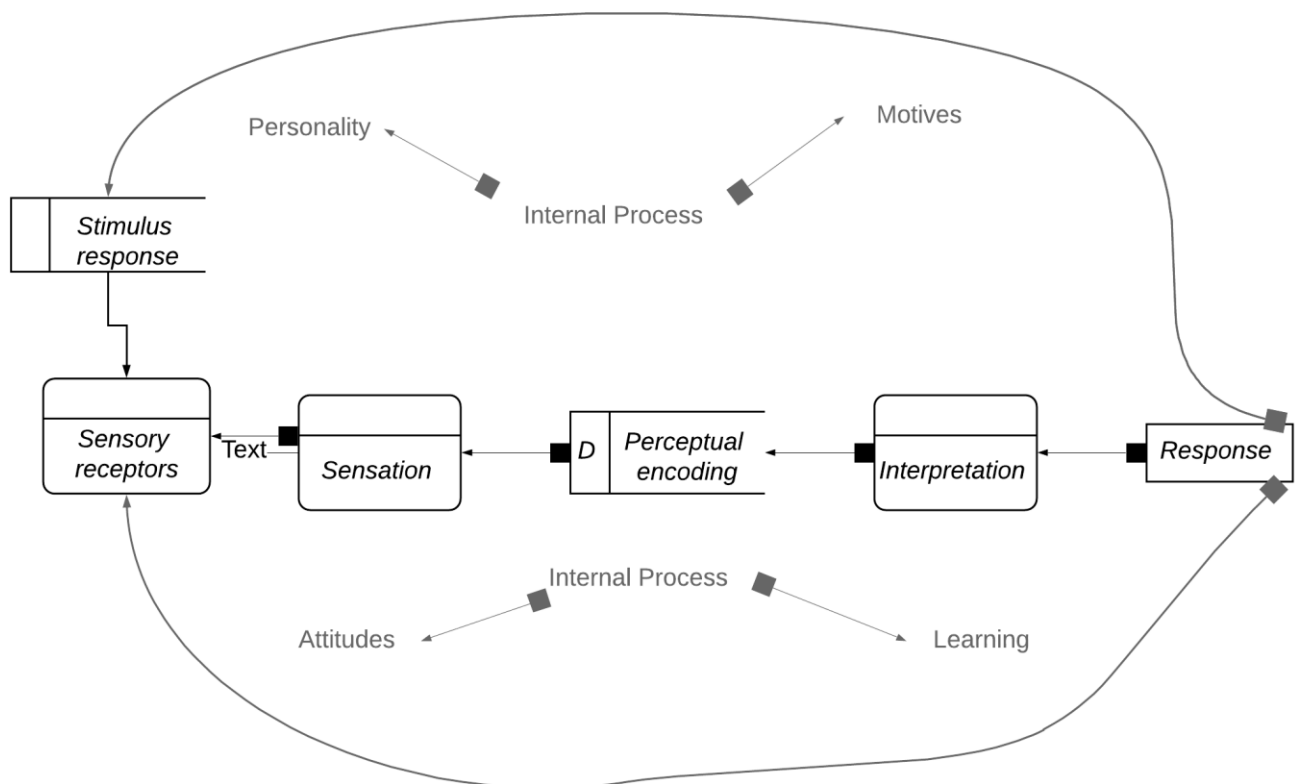 Personality
Motives
Internal Process
Stimulus
response
Sensory
receptors
Text
Sensation
D
Perceptual
encoding
Interpretation
Response
Internal Process
Attitudes
Learning